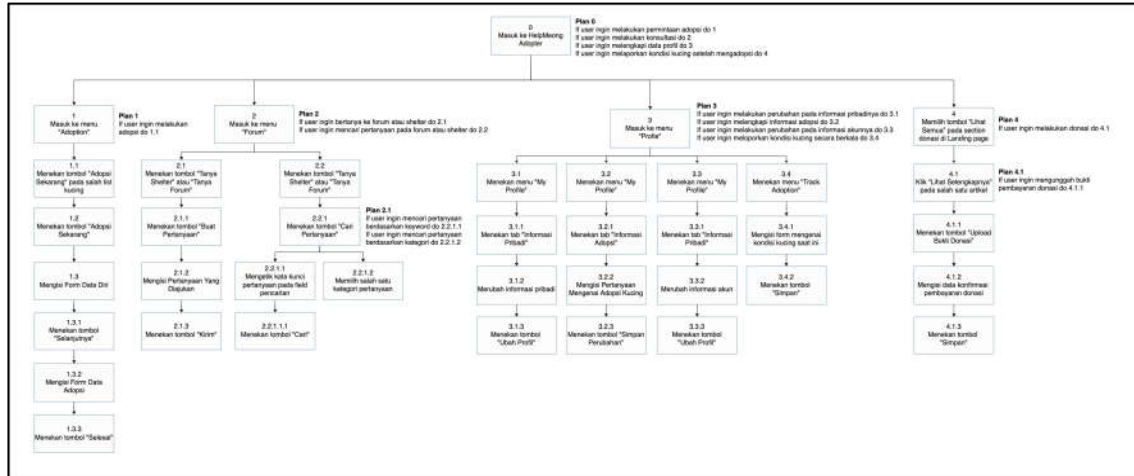 0
Masuk ke HelpMeong
Adopter
Plan 0
If user ingin melakukan permintaan adopsi do 1
If user ingin melakukan konsultasi do 2
If user ingin melengkapi data profil do 3
If user ingin melaporkan kondisi kucing setelah mengadopsi do 4
1
Masuk ke menu
"Adoption"
Plan 1
If user ingin melakukan
adopsi do 1.1
2
Masuk ke menu
"Forum"
Plan 2
If user ingin bertanya ke forum atau shelter do 2.1
If user ingin mencari pertanyaan pada forum atau shelter do 2.2
3
Masuk ke menu
"Profile"
Plan 3
If user ingin melakukan perubahan pada informasi pribadinya do 3.1
If user ingin melengkapi informasi adopsi do 3.2
If user ingin melakukan perubahan pada informasi akunnya do 3.3
If user ingin melaporkan kondisi kucing secara berkala do 3.4
4
Memilih tombol "Lihat
Semua" pada section
donasi di Landing page
Plan 4
If user ingin melakukan donasi do 4.1
1.1
Menekan tombol "Adopsi
Sekarang" pada salah list
kucing
1.2
Menekan tombol "Adopsi
Sekarang"
1.3
Mengisi Form Data Diri
1.3.1
Menekan tombol
"Selanjutnya"
1.3.2
Mengisi Form Data
Adopsi
1.3.3
Menekan tombol "Selesai"
2.1
Menekan tombol "Tanya
Shelter" atau "Tanya
Forum"
2.1.1
Menekan tombol "Buat
Pertanyaan"
2.1.2
Mengisi Pertanyaan Yang
Diajukan
2.1.3
Menekan tombol "Kirim"
2.2
Menekan tombol "Tanya
Shelter" atau "Tanya
Forum"
2.2.1
Menekan tombol "Cari
Pertanyaan"
Plan 2.1
If user ingin mencari pertanyaan
berdasarkan keyword do 2.2.1.1
If user ingin mencari pertanyaan
berdasarkan kategori do 2.2.1.2
2.2.1.1
Mengetik kata kunci
pertanyaan pada field
pencarian
2.2.1.2
Memilih salah satu
kategori pertanyaan
2.2.1.1.1
Menekan tombol "Cari"
3.1
Menekan menu "My
Profile"
3.1.1
Menekan tab "Informasi
Pribadi"
3.1.2
Merubah informasi pribadi
3.1.3
Menekan tombol
"Ubah Profil"
3.2
Menekan menu "My
Profile"
3.2.1
Menekan tab "Informasi
Adopsi"
3.2.2
Mengisi Pertanyaan
Mengenai Adopsi Kucing
3.2.3
Menekan tombol "Simpan
Perubahan"
3.3
Menekan menu "My
Profile"
3.3.1
Menekan tab "Informasi
Pribadi"
3.3.2
Merubah informasi akun
3.3.3
Menekan tombol
"Ubah Profil"
3.4
Menekan menu "Track
Adoption"
3.4.1
Mengisi form mengenai
kondisi kucing saat ini
3.4.2
Menekan tombol
"Simpan"
4.1
Klik "Lihat Selengkapnya"
pada salah satu artikel
Plan 4.1
If user ingin mengunggah bukti
pembayaran donasi do 4.1.1
4.1.1
Menekan tombol "Upload
Bukti Donasi"
4.1.2
Mengisi data konfirmasi
pembayaran donasi
4.1.3
Menekan tombol
"Simpan"